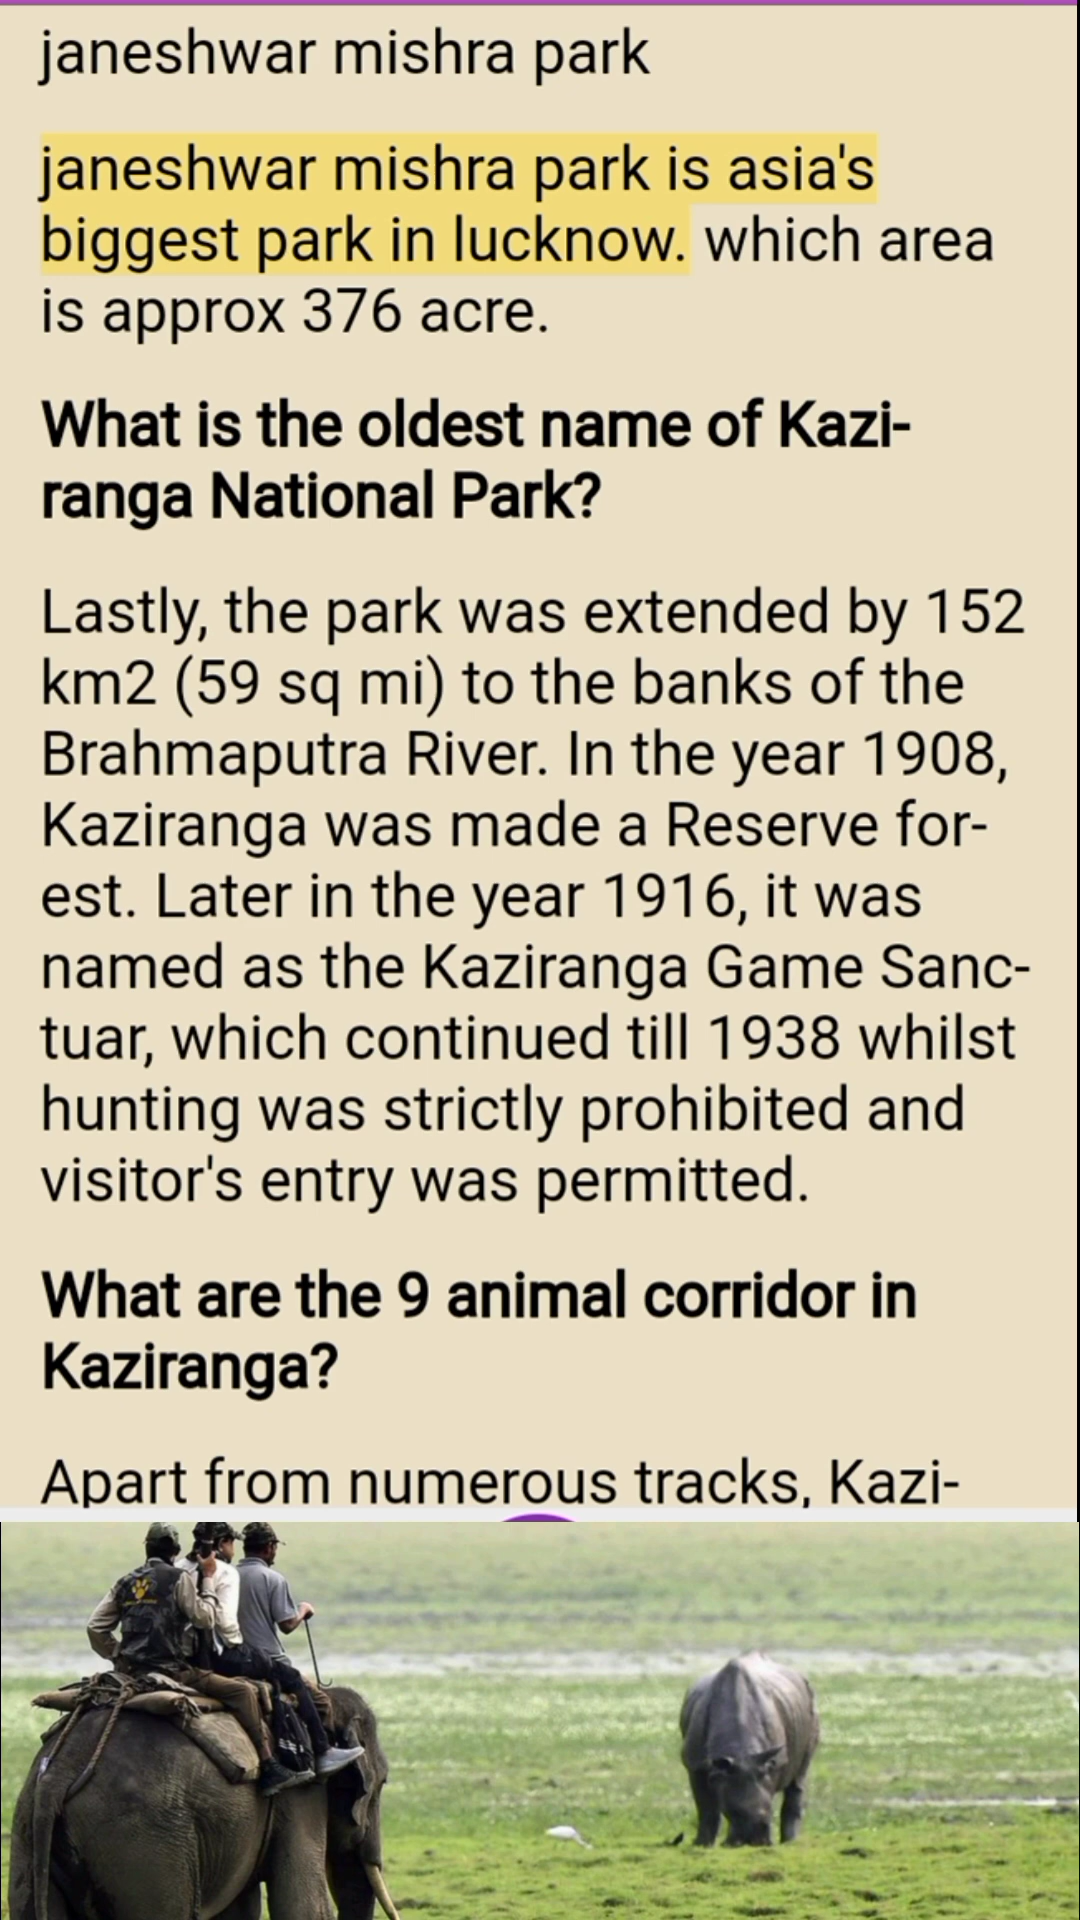 janeshwar mishra park
janeshwar mishra park is asia's
biggest park in lucknow. which area
is approx 376 acre.
What is the oldest name of Kazi-
ranga National Park?
Lastly, the park was extended by 152
km2 (59 sq mi) to the banks of the
Brahmaputra River. In the year 1908,
Kaziranga was made a Reserve for-
est. Later in the year 1916, it was
named as the Kaziranga Game Sanc-
tuar, which continued till 1938 whilst
hunting was strictly prohibited and
visitor's entry was permitted.
What are the 9 animal corridor in
Kaziranga?
Apart from numerous tracks, Kazi-